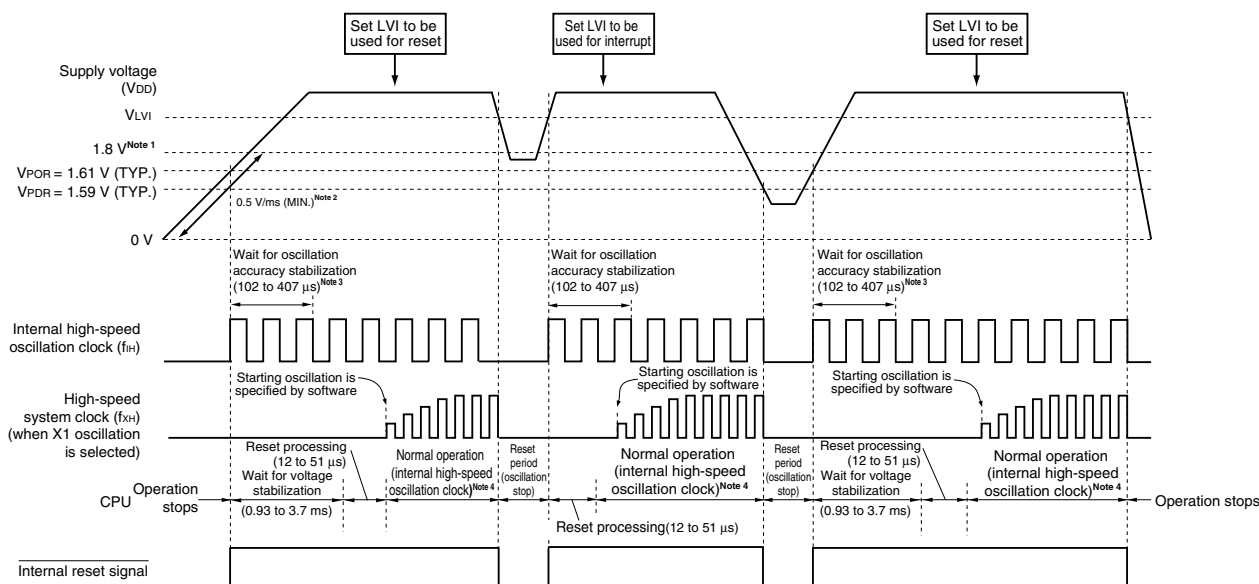 Set LVI to be
used for reset
Set LVI to be
used for interrupt
Set LVI to be
used for reset
Supply voltage
(VDD)
VLVI
1.8 V Note 1
VPOR = 1.61 V (TYP.)
VPDR = 1.59 V (TYP.)
0.5 V/ms (MIN.) Note 2
0 V
Wait for oscillation
accuracy stabilization
(102 to 407 μs) Note 3
Wait for oscillation
accuracy stabilization
(102 to 407 μs)
Wait for oscillation
accuracy stabilization
(102 to 407 μs) Note 3
Internal high-speed
oscillation clock (fIH)
Starting oscillation is
specified by software
Starting oscillation is
specified by software
Starting oscillation is
specified by software
High-speed
system clock (fXH)
(when X1 oscillation
is selected)
Reset processing
(12 to 51 μs)
Wait for voltage
stabilization
(0.93 to 3.7 ms)
Normal operation
(internal high-speed
oscillation clock) Note 4
Reset
period
(oscillation
stop)
Normal operation
(internal high-speed
oscillation clock) Note 4
Reset processing (12 to 51 μs)
Reset
period
(oscillation
stop)
Reset processing
(12 to 51 μs)
Wait for voltage
stabilization
(0.93 to 3.7 ms)
Normal operation
(internal high-speed
oscillation clock) Note 4
CPU
Operation
stops
Operation stops
Internal reset signal